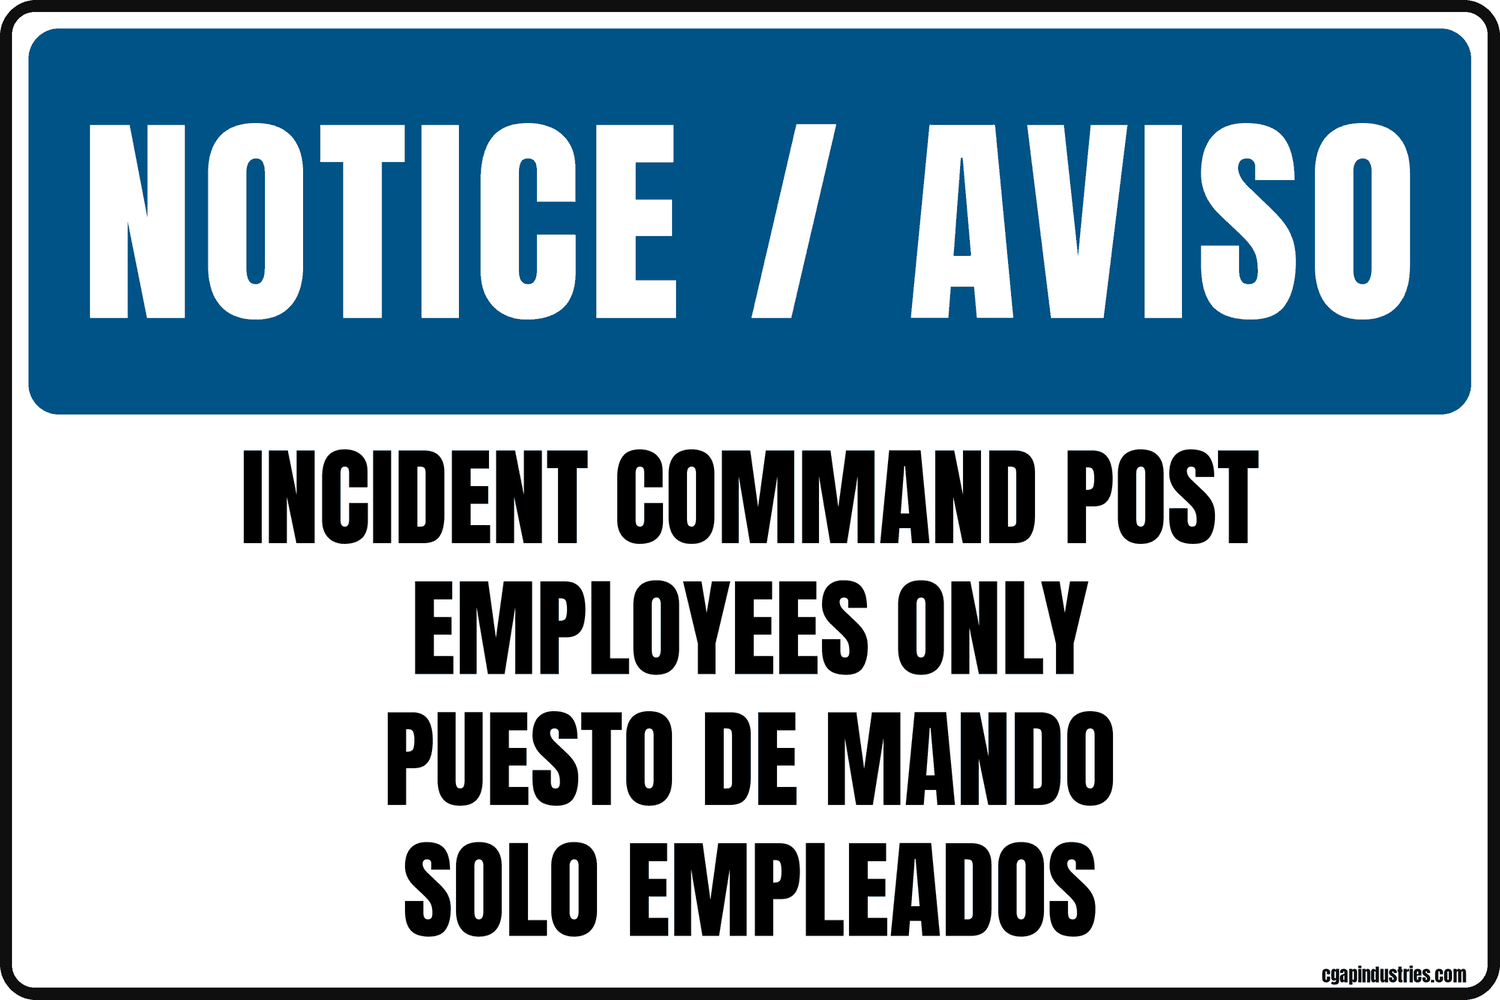 NOTICE / AVISO
INCIDENT COMMAND POST
EMPLOYEES ONLY
PUESTO DE MANDO
SOLO EMPLEADOS
cgapindustries.com